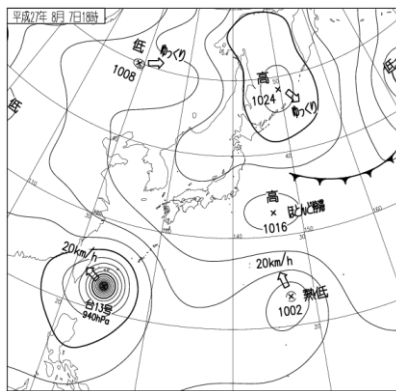 平成27年 8月 7日18時
低
ゆっくり
1008
高
1024
ゆっくり
低
低
高
ほとんど停滞
1016
20km/h
台13号
940hPa
20km/h
熱低
1002